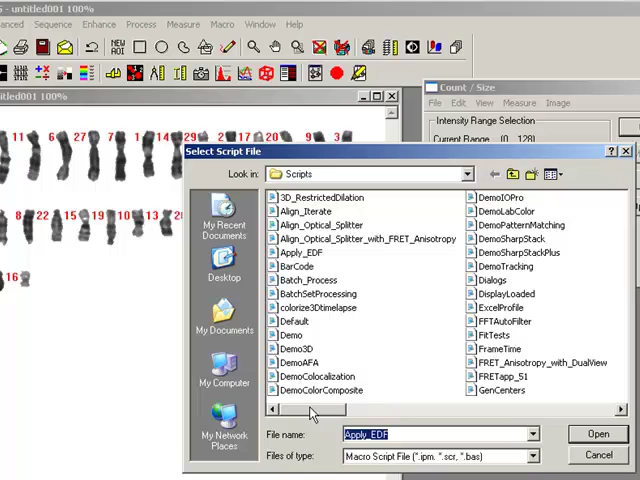 S - untitled001
anced Sequence Enhance Process Measure Macro Window Help
NEW
AOI
titled001 100%
Count / Size
File Edit View Measure Image
Intensity Range Selection
Current Range (0 128)
11 6 27 7 1 14 29 2 17 20 9 3
8 22 15 19 10 13 20
16
Select Script File
Look in: Scripts
My Recent
Documents
Desktop
My Documents
My Computer
My Network
Places
3D_RestrictedDilation
Align_Iterate
Align_Optical_Splitter
Align_Optical_Splitter_with_FRET_Anisotropy
Apply_EDF
BarCode
Batch_Process
BatchSetProcessing
colorize3Dtimelapse
Default
Demo
Demo3D
DemoAFA
DemoColocalization
DemoColorComposite
DemoIOPro
DemoLabColor
DemoPatternMatching
DemoSharpStack
DemoSharpStackPlus
DemoTracking
Dialogs
DisplayLoaded
ExcelProfile
FFTAutoFilter
FitTests
FrameTime
FRET_Anisotropy_with_DualView
FRETapp_51
GenCenters
File name: Apply_EDF Open
Files of type: Macro Script File (*.ipm. *.scr, *.bas) Cancel